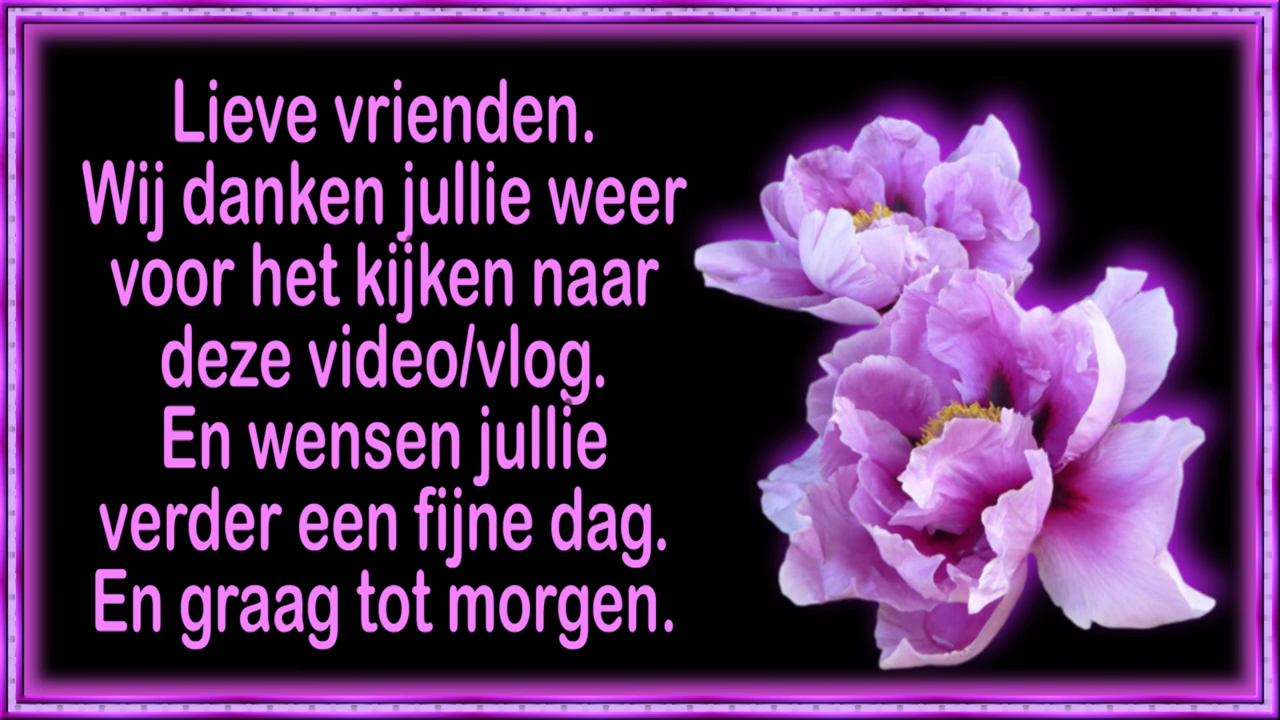 Lieve vrienden.
Wij danken jullie weer
voor het kijken naar
deze video/vlog.
En wensen jullie
verder een fijne dag.
En graag tot morgen.